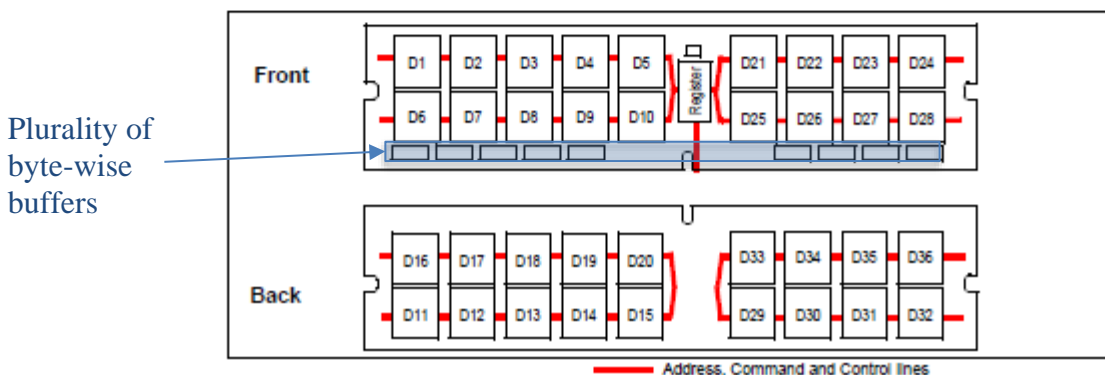 Front
D1 D2 D3 D4 D5 Register D21 D22 D23 D24
D6 D7 D8 D9 D10 D25 D26 D27 D28
Plurality of
byte-wise
buffers
Back
D16 D17 D18 D19 D20 D33 D34 D35 D36
D11 D12 D13 D14 D15 D29 D30 D31 D32
Address, Command and Control lines